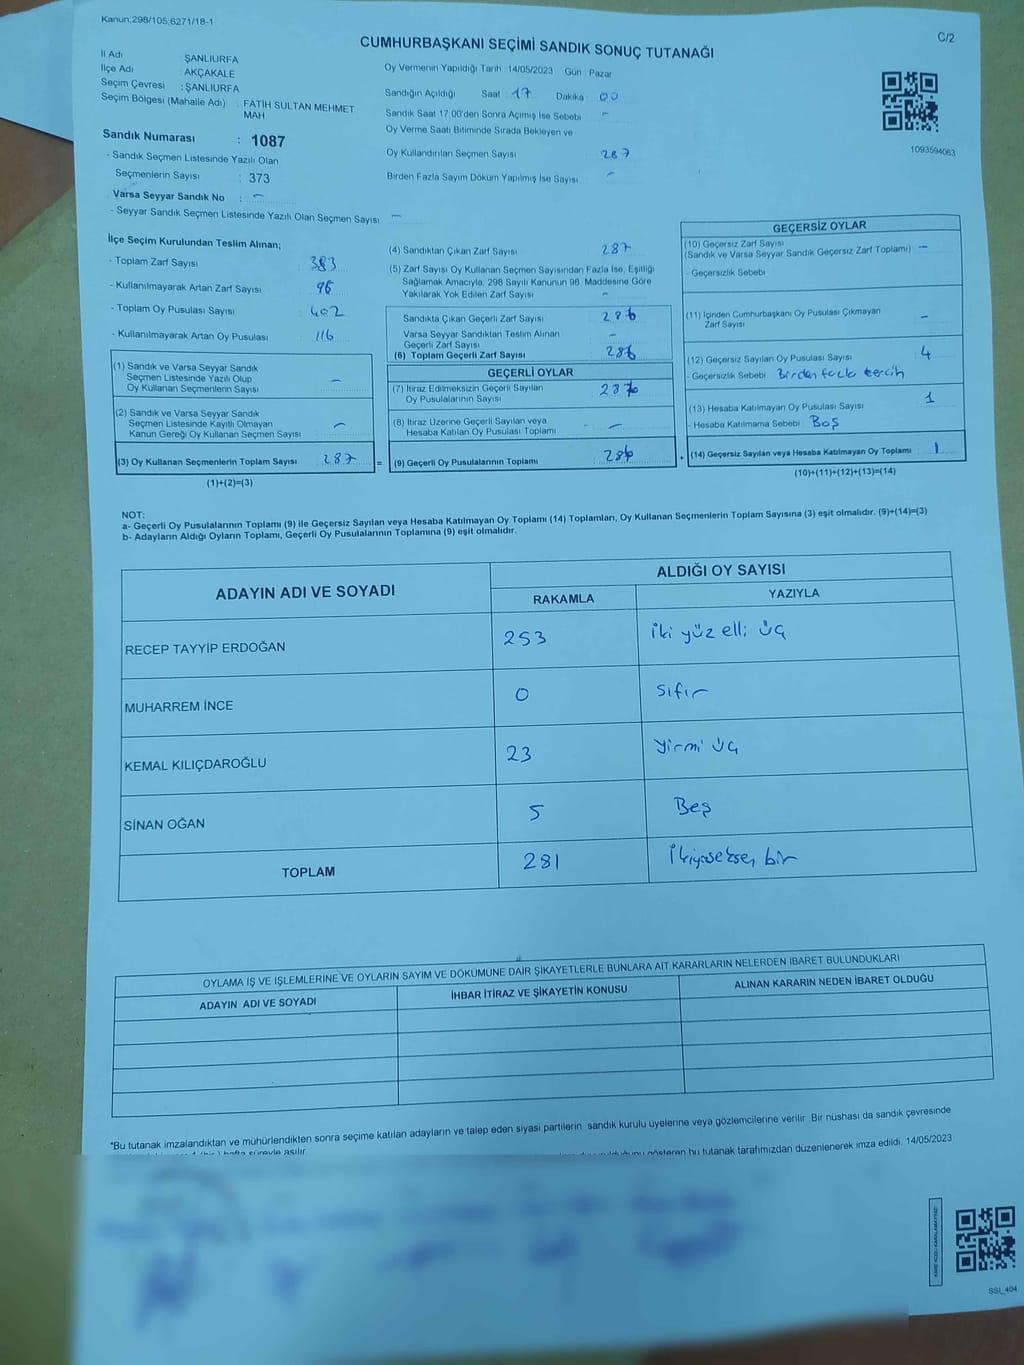 Kanun;298/105,6271/18-1
C/2
CUMHURBAŞKANI SEÇİMİ SANDIK SONUÇ TUTANAĞI
İl Adı : ŞANLIURFA
İlçe Adı : AKÇAKALE
Seçim Çevresi : ŞANLIURFA
Seçim Bölgesi (Mahalle Adı) : FATİH SULTAN MEHMET
MAH
Sandık Numarası : 1087
- Sandık Seçmen Listesinde Yazılı Olan
Seçmenlerin Sayısı : 373
Varsa Seyyar Sandık No : -
- Seyyar Sandık Seçmen Listesinde Yazılı Olan Seçmen Sayısı -
Oy Vermenin Yapıldığı Tarih :14/05/2023 Gün : Pazar
Sandığın Açıldığı Saat : 17 Dakika : 00
Sandık Saat 17:00'den Sonra Açımış İse Sebebi -
Oy Verme Saati Bitiminde Sırada Bekleyen ve
Oy Kullandırılan Seçmen Sayısı 287
Birden Fazla Sayım Döküm Yapılmış İse Sayısı -
1093594063
İlçe Seçim Kurulundan Teslim Alınan;
- Toplam Zarf Sayısı : 383
- Kullanılmayarak Artan Zarf Sayısı : 96
- Toplam Oy Pusulası Sayısı : 402
- Kullanılmayarak Artan Oy Pusulası : 116
(1) Sandık ve Varsa Seyyar Sandık
Seçmen Listesinde Yazılı Olup
Oy Kullanan Seçmenlerin Sayısı : -
(2) Sandık ve Varsa Seyyar Sandık
Seçmen Listesinde Kayıtlı Olmayan
Kanun Gereği Oy Kullanan Seçmen Sayısı : -
(3) Oy Kullanan Seçmenlerin Toplam Sayısı : 287 =
(1)+(2)=(3)
(4) Sandıktan Çıkan Zarf Sayısı : 287
(5) Zarf Sayısı Oy Kullanan Seçmen Sayısından Fazla İse, Eşitliği
Sağlamak Amacıyla, 298 Sayılı Kanunun 98. Maddesine Göre
Yakılarak Yok Edilen Zarf Sayısı : -
Sandıkta Çıkan Geçerli Zarf Sayısı : 286
Varsa Seyyar Sandıktan Teslim Alınan
Geçerli Zarf Sayısı : -
(6) Toplam Geçerli Zarf Sayısı : 286
GEÇERLİ OYLAR
(7) İtiraz Edilmeksizin Geçerli Sayılan
Oy Pusulalarının Sayısı :
(8) İtiraz Üzerine Geçerli Sayılan veya
Hesaba Katılan Oy Pusulası Toplamı : -
(9) Geçerli Oy Pusulalarının Toplamı : 286 +
GEÇERSİZ OYLAR
(10) Geçersiz Zarf Sayısı
(Sandık ve Varsa Seyyar Sandık Geçersiz Zarf Toplamı) -
- Geçersizlik Sebebi
(11) İçinden Cumhurbaşkanı Oy Pusulası Çıkmayan
Zarf Sayısı -
(12) Geçersiz Sayılan Oy Pusulası Sayısı 4
- Geçersizlik Sebebi : Birden fazla tercih
(13) Hesaba Katılmayan Oy Pusulası Sayısı 1
- Hesaba Katılmama Sebebi : Boş
(14) Geçersiz Sayılan veya Hesaba Katılmayan Oy Toplamı 1
(10)+(11)+(12)+(13)=(14)
NOT:
a- Geçerli Oy Pusulalarının Toplamı (9) ile Geçersiz Sayılan veya Hesaba Katılmayan Oy Toplamı (14) Toplamları, Oy Kullanan Seçmenlerin Toplam Sayısına (3) eşit olmalıdır. (9)+(14)=(3)
b- Adayların Aldığı Oyların Toplamı, Geçerli Oy Pusulalarının Toplamına (9) eşit olmalıdır.
ADAYIN ADI VE SOYADI ALDIĞI OY SAYISI
RAKAMLA YAZIYLA
RECEP TAYYİP ERDOĞAN 253 iki yüz elli üç
MUHARREM İNCE 0 sıfır
KEMAL KILIÇDAROĞLU 23 yirmi üç
SİNAN OĞAN 5 Beş
TOPLAM 281 ikiyüseksen bir
OYLAMA İŞ VE İŞLEMLERİNE VE OYLARIN SAYIM VE DÖKÜMÜNE DAİR ŞİKAYETLERLE BUNLARA AİT KARARLARIN NELERDEN İBARET BULUNDUKLARI
ADAYIN ADI VE SOYADI İHBAR İTİRAZ VE ŞİKAYETİN KONUSU ALINAN KARARIN NEDEN İBARET OLDUĞU
*Bu tutanak imzalandıktan ve mühürlendikten sonra seçime katılan adayların ve talep eden siyasi partilerin sandık kurulu üyelerine veya gözlemcilerine verilir. Bir nüshası da sandık çevresinde
hafta süreyle asılır.
gösteren bu tutanak tarafımızdan düzenlenerek imza edildi. 14/05/2023
SSI_404